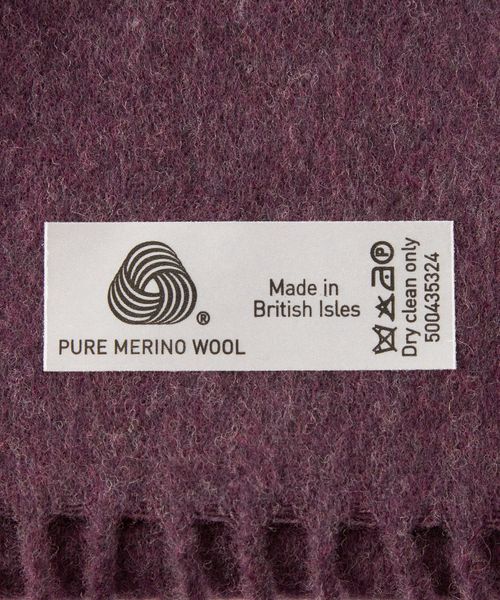 ®
PURE MERINO WOOL
Made in
British Isles
P
Dry clean only
500435324